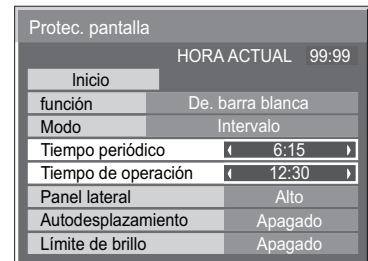 Protec. pantalla
HORA ACTUAL 99:99
Inicio
función De. barra blanca
Modo Intervalo
Tiempo periódico 6:15
Tiempo de operación 12:30
Panel lateral Alto
Autodesplazamiento Apagado
Límite de brillo Apagado